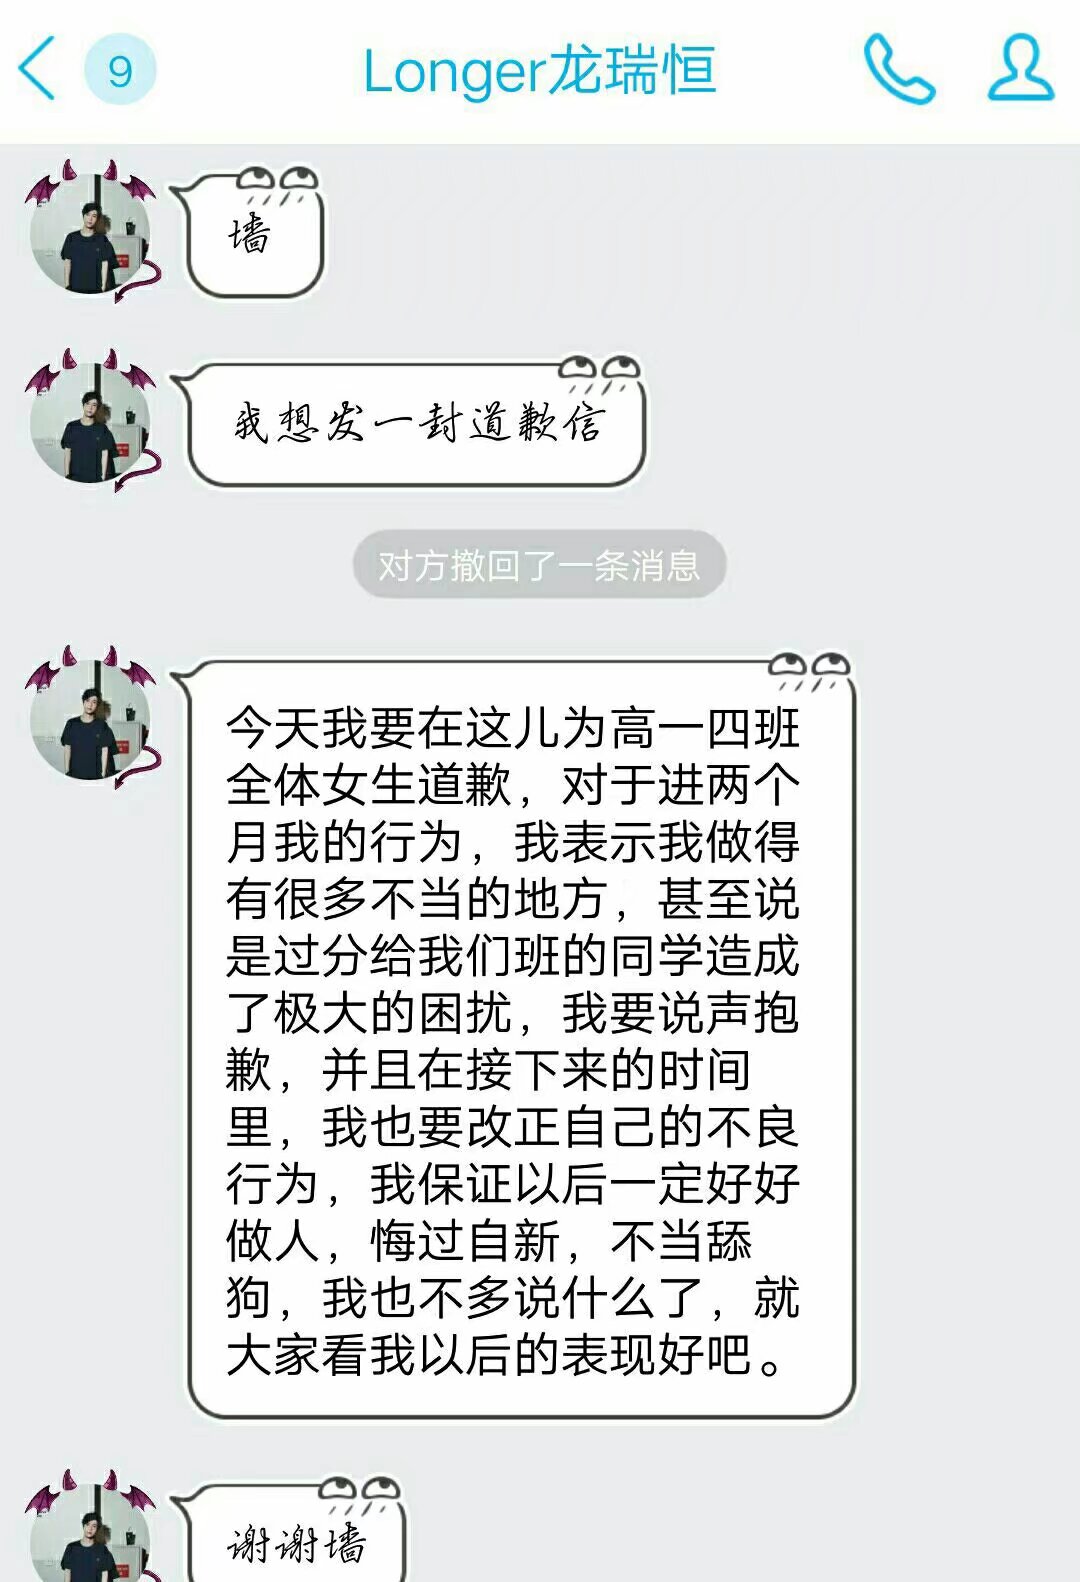 9
Longer龙瑞恒
墙
我想发一封道歉信
对方撤回了一条消息
今天我要在这儿为高一四班
全体女生道歉，对于进两个
月我的行为，我表示我做得
有很多不当的地方，甚至说
是过分给我们班的同学造成
了极大的困扰，我要说声抱
歉，并且在接下来的时间
里，我也要改正自己的不良
行为，我保证以后一定好好
做人，悔过自新，不当舔
狗，我也不多说什么了，就
大家看我以后的表现好吧。
谢谢墙